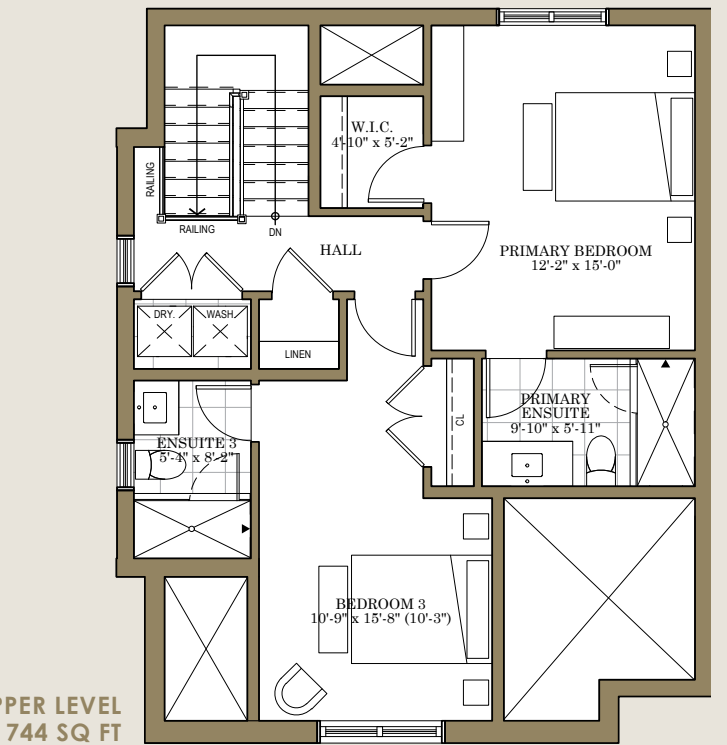 W.I.C.
4'-10" x 5'-2"
RAILING
RAILING
DN
HALL
PRIMARY BEDROOM
12'-2" x 15'-0"
DRY.
WASH.
LINEN
CL
PRIMARY
ENSUITE
9'-10" x 5'-11"
ENSUITE 3
5'-4" x 8'-2"
BEDROOM 3
10'-9" x 15'-8" (10'-3")
PPER LEVEL
744 SQ FT